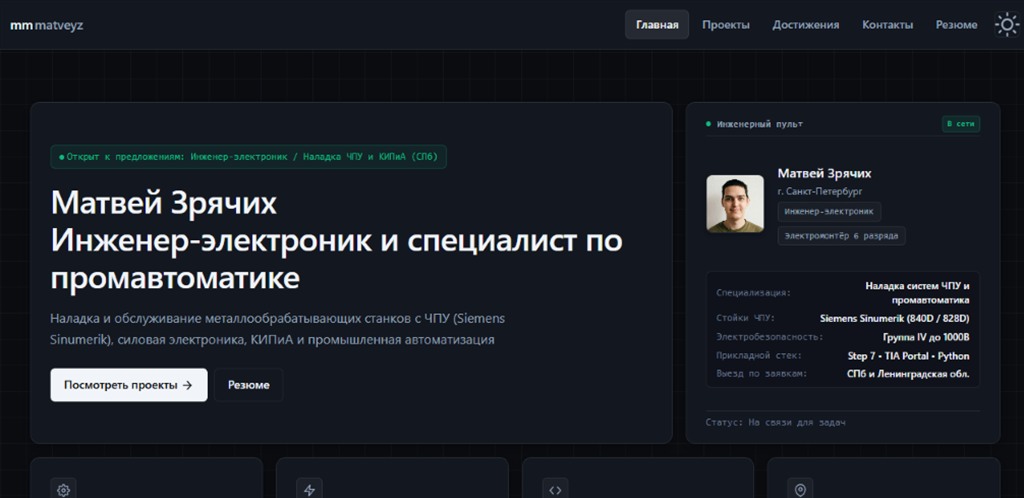 mm matveyz
Главная Проекты Достижения Контакты Резюме
Открыт к предложениям: Инженер-электроник / Наладка ЧПУ и КИПиА (СПб)
Матвей Зрячих
Инженер-электроник и специалист по
промавтоматике
Наладка и обслуживание металлообрабатывающих станков с ЧПУ (Siemens
Sinumerik), силовая электроника, КИПиА и промышленная автоматизация
Посмотреть проекты → Резюме
Инженерный пульт В сети
Матвей Зрячих
г. Санкт-Петербург
Инженер-электроник
Электромонтёр 6 разряда
Специализация: Наладка систем ЧПУ и
промавтоматика
Стойки ЧПУ: Siemens Sinumerik (840D / 828D)
Электробезопасность: Группа IV до 1000В
Прикладной стек: Step 7 • TIA Portal • Python
Выезд по заявкам: СПб и Ленинградская обл.
Статус: На связи для задач